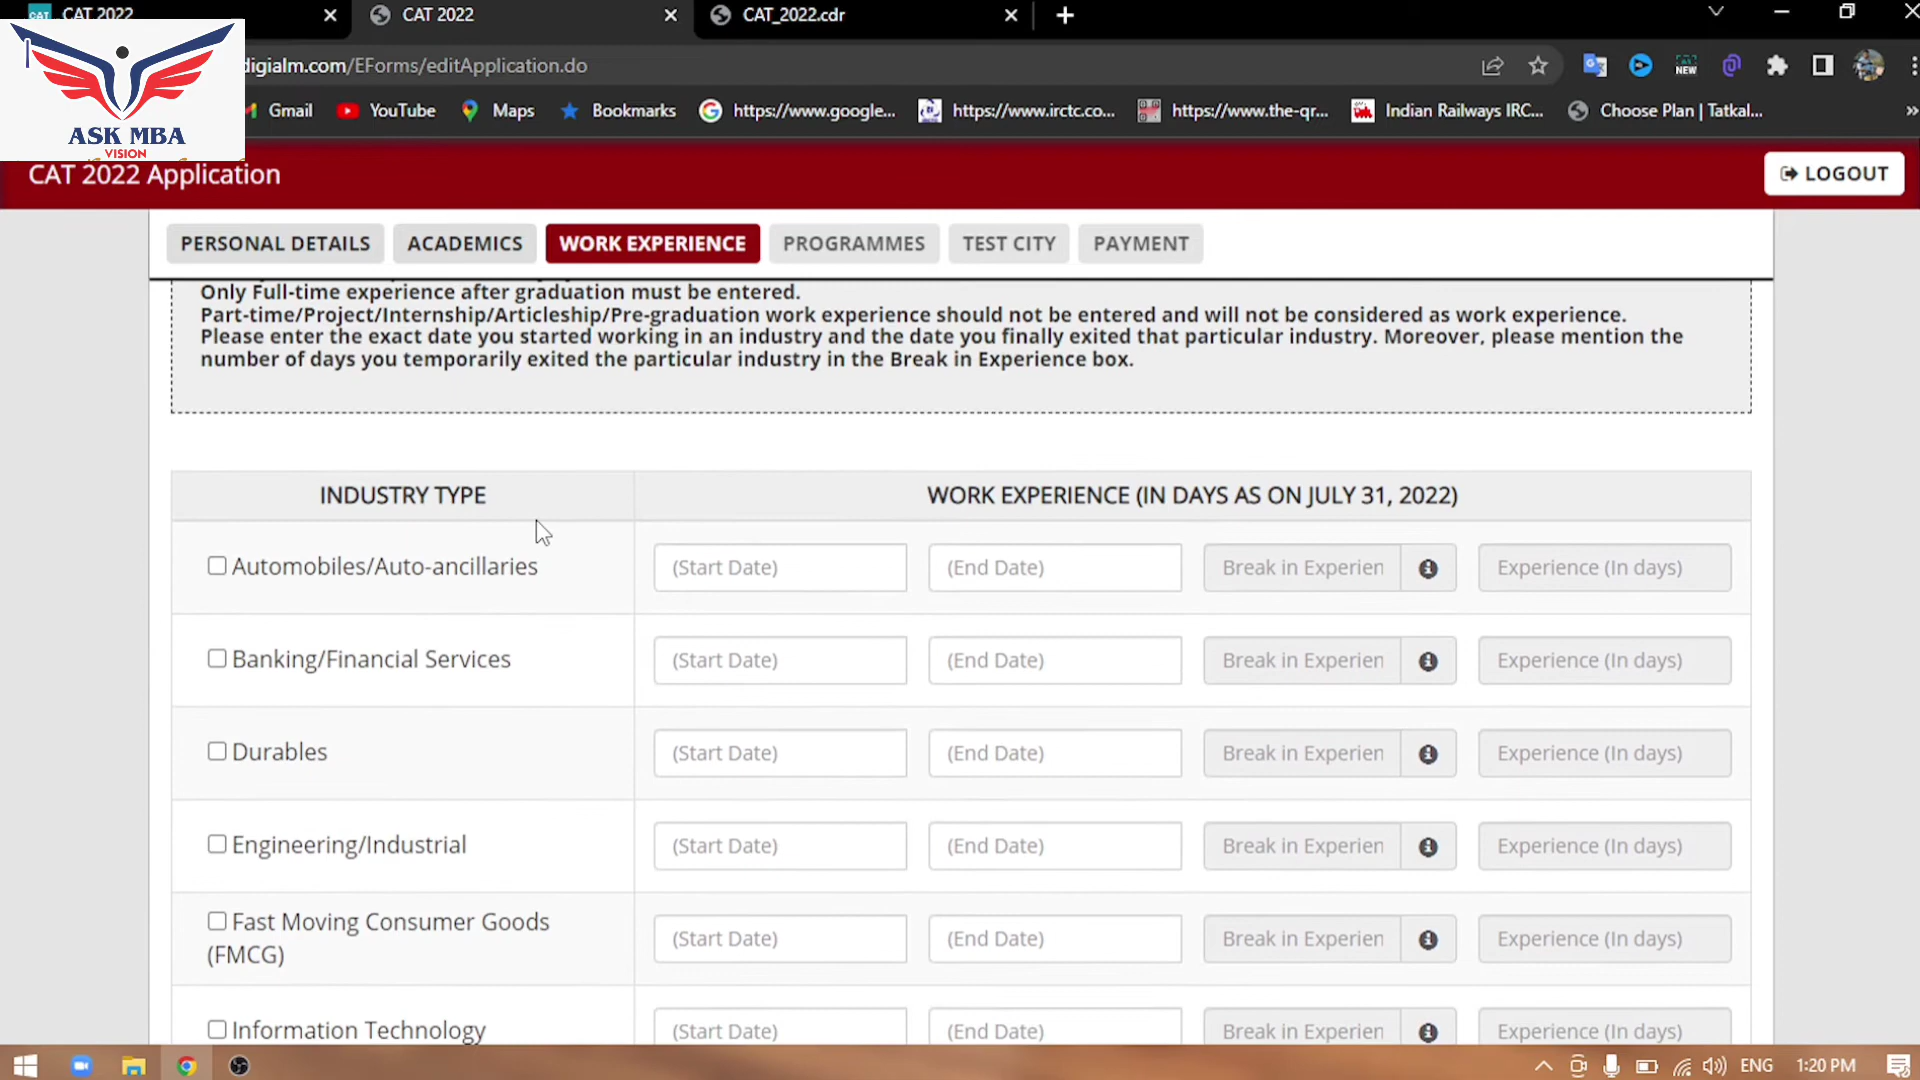 CAT 2022
CAT 2022
CAT_2022.cdr
digialm.com/EForms/editApplication.do
Gmail
YouTube
Maps
Bookmarks
https://www.google...
https://www.irctc.co...
https://www.the-qr...
Indian Railways IRC...
Choose Plan | Tatkal...
ASK MBA
VISION
CAT 2022 Application
LOGOUT
PERSONAL DETAILS
ACADEMICS
WORK EXPERIENCE
PROGRAMMES
TEST CITY
PAYMENT
Only Full-time experience after graduation must be entered.
Part-time/Project/Internship/Articleship/Pre-graduation work experience should not be entered and will not be considered as work experience.
Please enter the exact date you started working in an industry and the date you finally exited that particular industry. Moreover, please mention the
number of days you temporarily exited the particular industry in the Break in Experience box.
INDUSTRY TYPE
WORK EXPERIENCE (IN DAYS AS ON JULY 31, 2022)
Automobiles/Auto-ancillaries
(Start Date)
(End Date)
Break in Experien
Experience (In days)
Banking/Financial Services
(Start Date)
(End Date)
Break in Experien
Experience (In days)
Durables
(Start Date)
(End Date)
Break in Experien
Experience (In days)
Engineering/Industrial
(Start Date)
(End Date)
Break in Experien
Experience (In days)
Fast Moving Consumer Goods
(FMCG)
(Start Date)
(End Date)
Break in Experien
Experience (In days)
Information Technology
(Start Date)
(End Date)
Break in Experien
Experience (In days)
ENG
1:20 PM